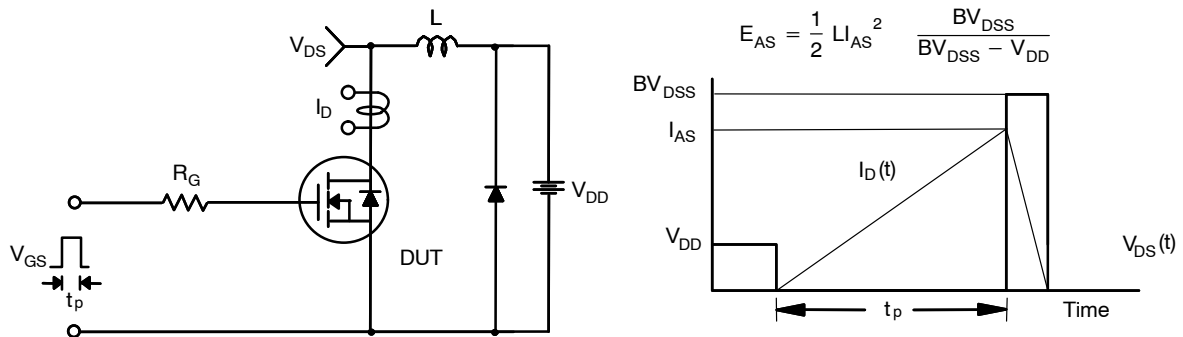 V_DS
L
I_D
R_G
V_DD
V_GS
t_p
DUT
E_AS = 1/2 LI_AS^2 BV_DSS / (BV_DSS − V_DD)
BV_DSS
I_AS
I_D(t)
V_DD
V_DS(t)
t_p
Time